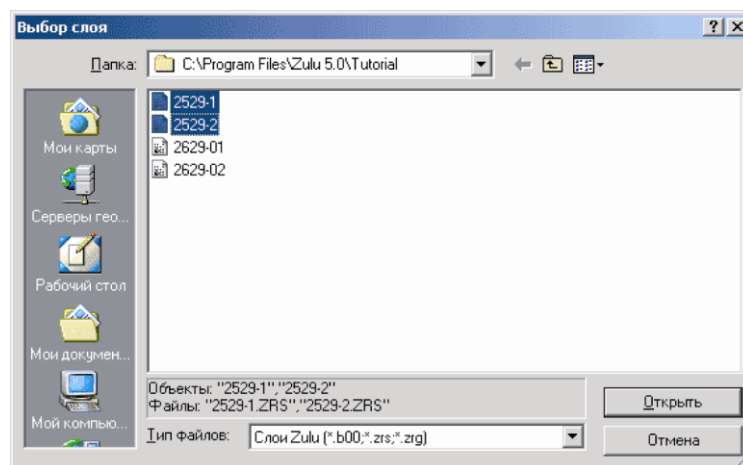 Выбор слоя
Папка: C:\Program Files\Zulu 5.0\Tutorial
2529-1
2529-2
2629-01
2629-02
Мои карты
Серверы гео...
Рабочий стол
Мои докумен...
Мой компью...
Объекты: "2529-1","2529-2"
Файлы: "2529-1.ZRS","2529-2.ZRS"
Открыть
Тип файлов: Слои Zulu (*.b00;*.zrs;*.zrg)
Отмена